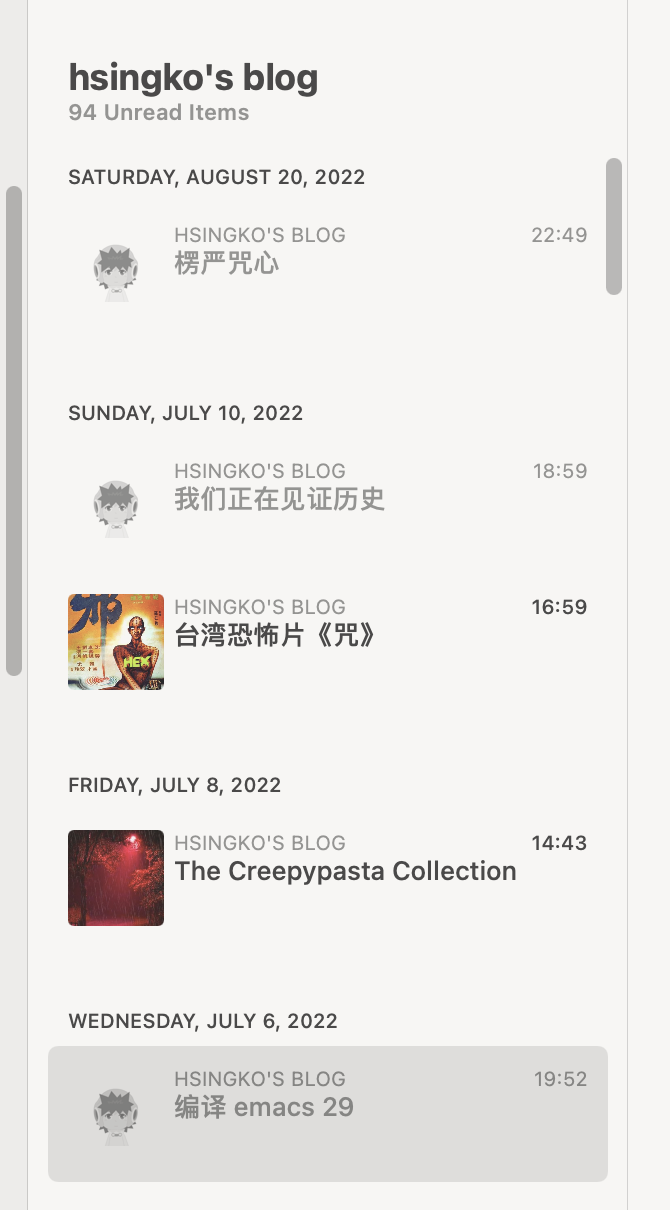 hsingko's blog
94 Unread Items
SATURDAY, AUGUST 20, 2022
HSINGKO'S BLOG 22:49
楞严咒心
SUNDAY, JULY 10, 2022
HSINGKO'S BLOG 18:59
我们正在见证历史
邪
HEX
HSINGKO'S BLOG 16:59
台湾恐怖片《咒》
FRIDAY, JULY 8, 2022
HSINGKO'S BLOG 14:43
The Creepypasta Collection
WEDNESDAY, JULY 6, 2022
HSINGKO'S BLOG 19:52
编译 emacs 29